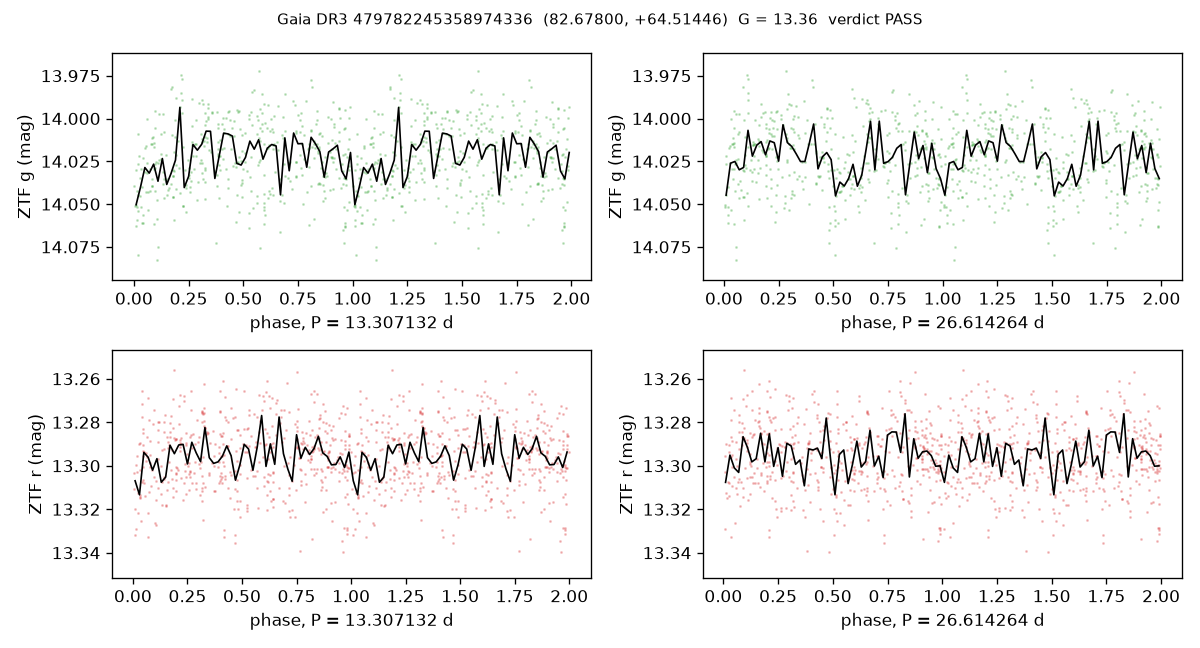 Gaia DR3 479782245358974336  (82.67800, +64.51446)  G = 13.36  verdict PASS
13.975
14.000
14.025
14.050
14.075
ZTF g (mag)
0.00 0.25 0.50 0.75 1.00 1.25 1.50 1.75 2.00
phase, P = 13.307132 d
13.975
14.000
14.025
14.050
14.075
ZTF g (mag)
0.00 0.25 0.50 0.75 1.00 1.25 1.50 1.75 2.00
phase, P = 26.614264 d
13.26
13.28
13.30
13.32
13.34
ZTF r (mag)
0.00 0.25 0.50 0.75 1.00 1.25 1.50 1.75 2.00
phase, P = 13.307132 d
13.26
13.28
13.30
13.32
13.34
ZTF r (mag)
0.00 0.25 0.50 0.75 1.00 1.25 1.50 1.75 2.00
phase, P = 26.614264 d